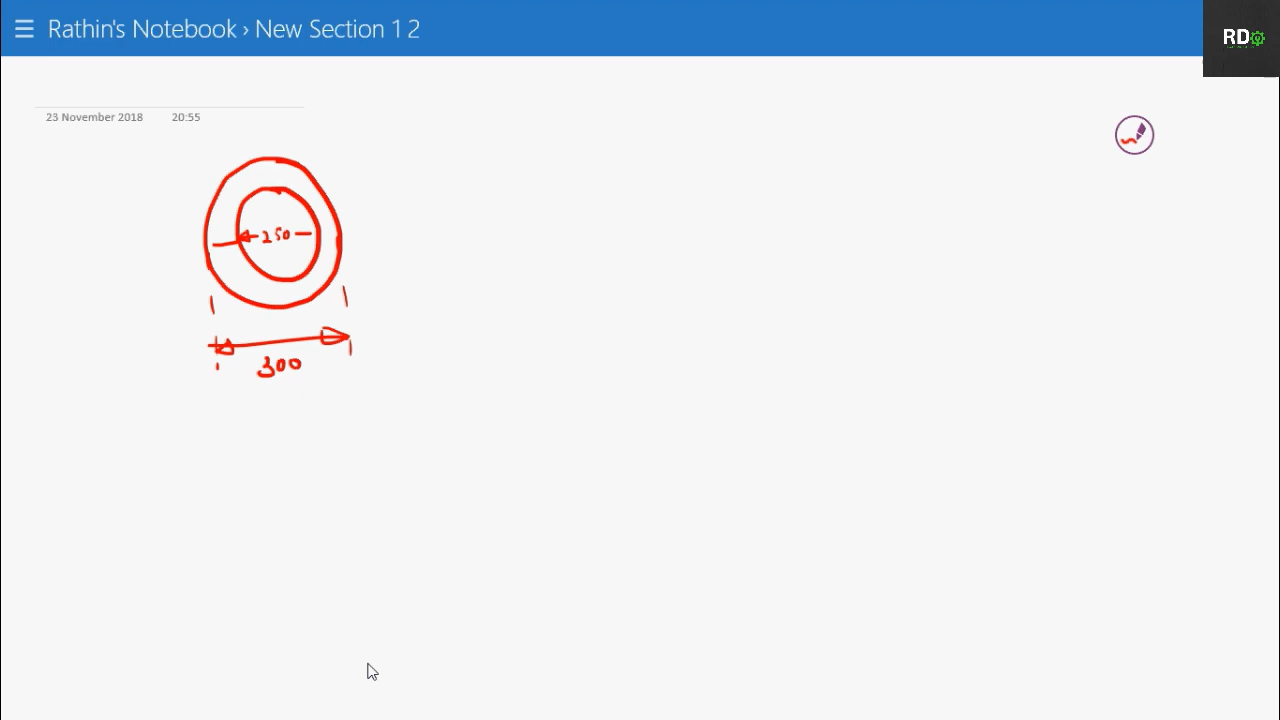 Rathin's Notebook › New Section 1 2
RD
23 November 2018 20:55
250
300